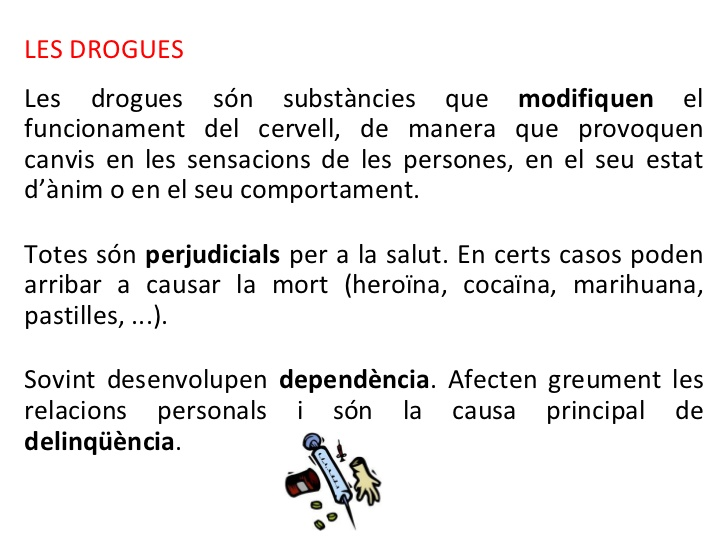 LES DROGUES
Les drogues són substàncies que modifiquen el
funcionament del cervell, de manera que provoquen
canvis en les sensacions de les persones, en el seu estat
d’ànim o en el seu comportament.
Totes són perjudicials per a la salut. En certs casos poden
arribar a causar la mort (heroïna, cocaïna, marihuana,
pastilles, ...).
Sovint desenvolupen dependència. Afecten greument les
relacions personals i són la causa principal de
delinqüència.